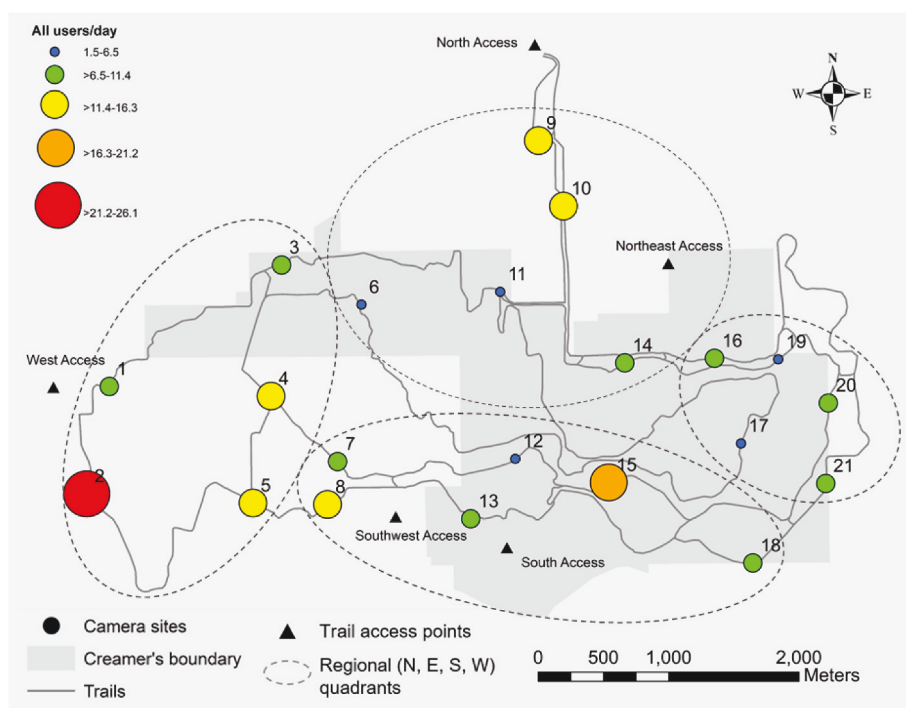 All users/day
1.5-6.5
>6.5-11.4
>11.4-16.3
>16.3-21.2
>21.2-26.1
North Access
N
W E
S
9
10
Northeast Access
3
6
11
West Access
1
14
16
19
4
20
7
12
15
17
2
5
8
13
21
Southwest Access
South Access
18
Camera sites
Creamer's boundary
Trails
Trail access points
Regional (N, E, S, W)
quadrants
0 500 1,000 2,000
Meters